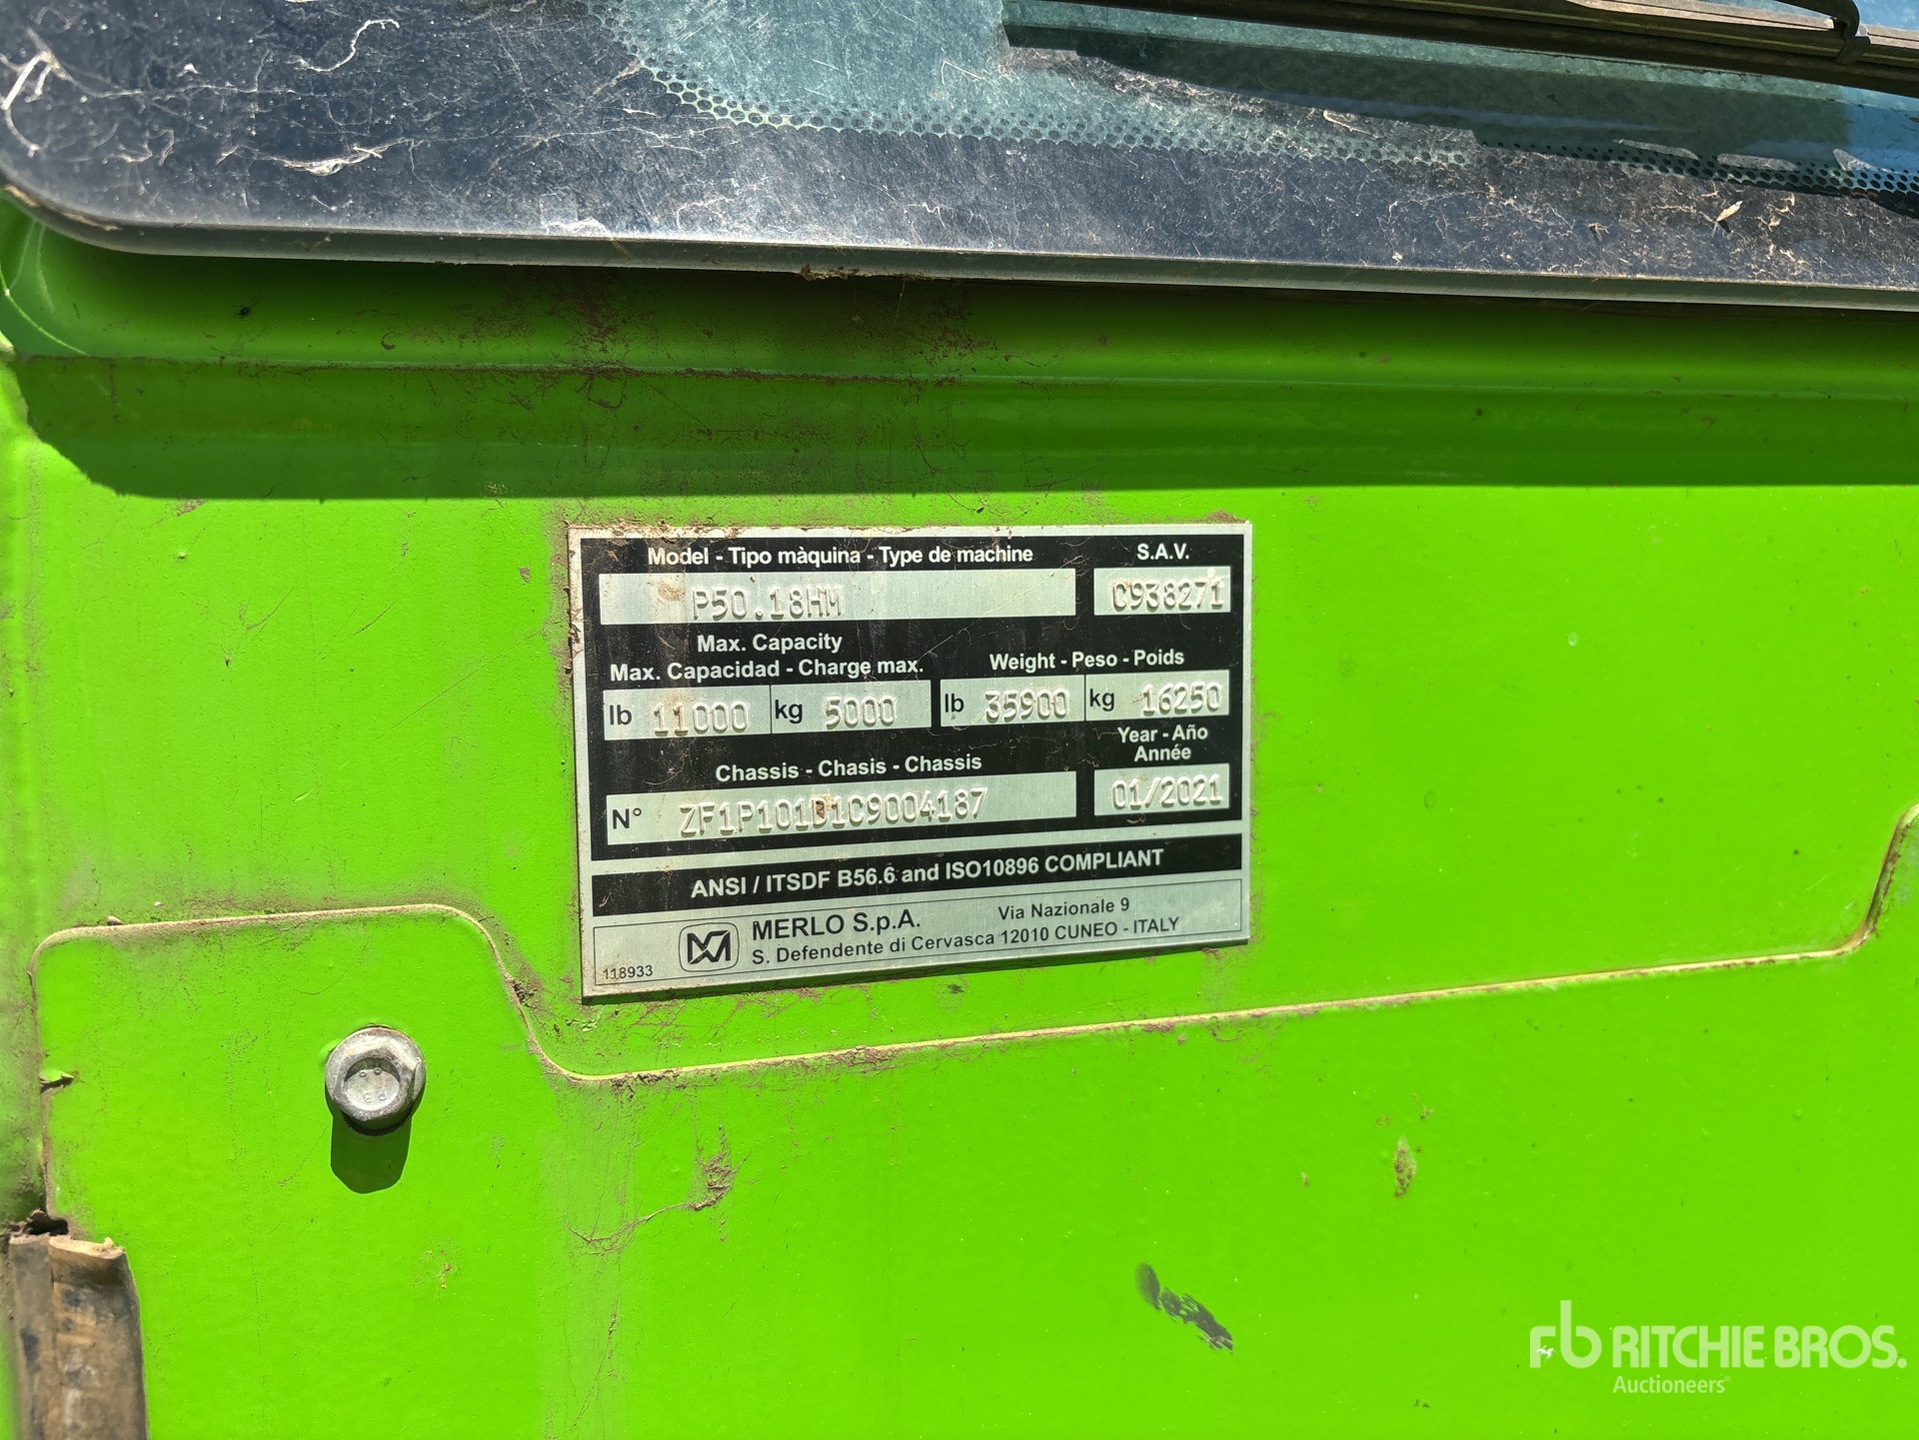 Model - Tipo màquina - Type de machine S.A.V.
P50.18HM C938271
Max. Capacity
Max. Capacidad - Charge max. Weight - Peso - Poids
lb 11000 kg 5000 lb 35900 kg 16250
Year - Año
Année
Chassis - Chasis - Chassis
N° ZF1P101D1C9004187 01/2021
ANSI / ITSDF B56.6 and ISO10896 COMPLIANT
MERLO S.p.A. Via Nazionale 9
S. Defendente di Cervasca 12010 CUNEO - ITALY
118933
rb RITCHIE BROS.
Auctioneers